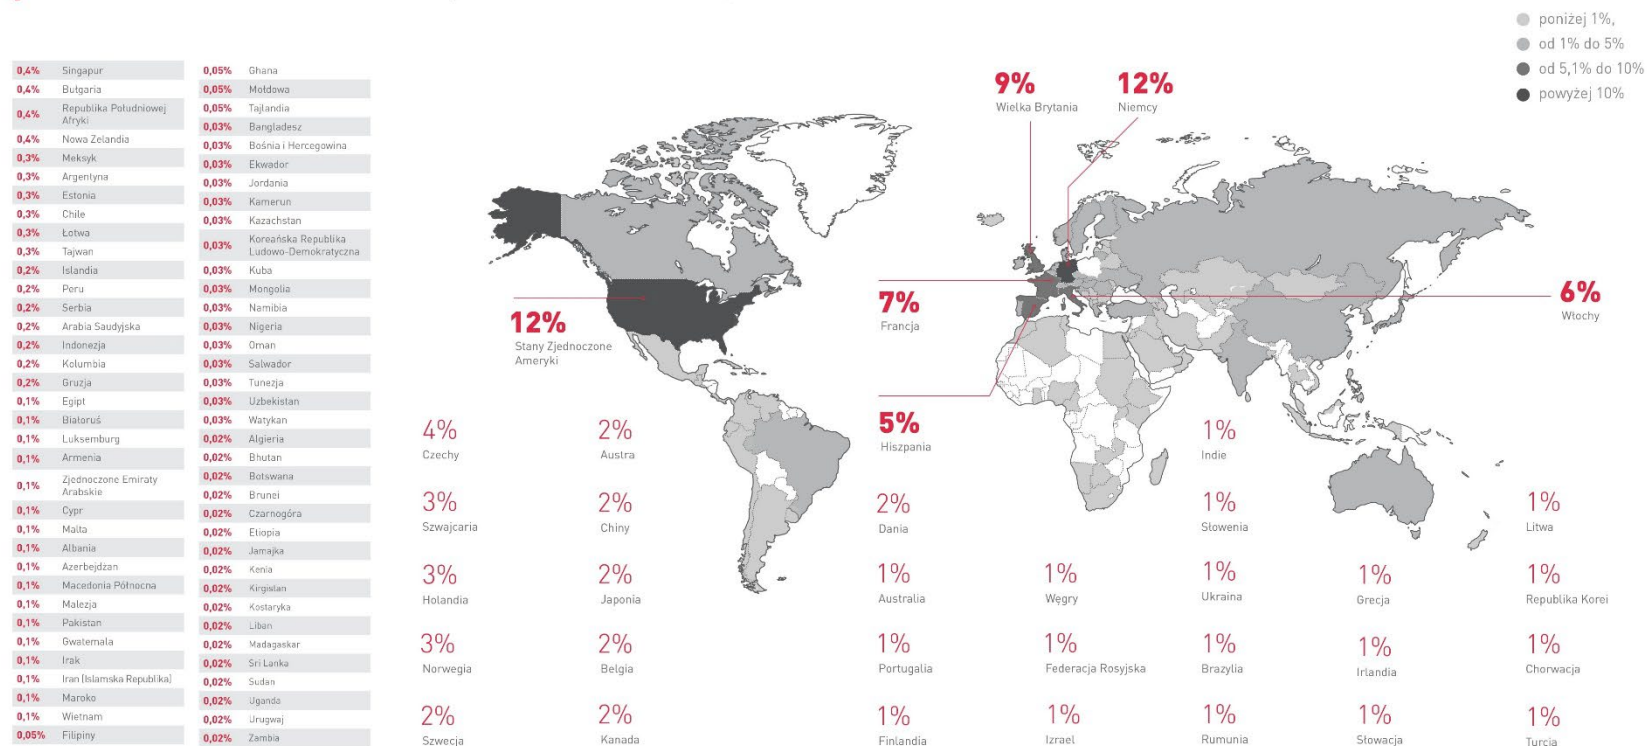 poniżej 1%,
od 1% do 5%
od 5,1% do 10%
powyżej 10%
0,4% Singapur
0,4% Bułgaria
0,4% Republika Południowej
Afryki
0,4% Nowa Zelandia
0,3% Meksyk
0,3% Argentyna
0,3% Estonia
0,3% Chile
0,3% Łotwa
0,3% Tajwan
0,2% Islandia
0,2% Peru
0,2% Serbia
0,2% Arabia Saudyjska
0,2% Indonezja
0,2% Kolumbia
0,2% Gruzja
0,1% Egipt
0,1% Białoruś
0,1% Luksemburg
0,1% Armenia
0,1% Zjednoczone Emiraty
Arabskie
0,1% Cypr
0,1% Malta
0,1% Albania
0,1% Azerbejdżan
0,1% Macedonia Północna
0,1% Malezja
0,1% Pakistan
0,1% Gwatemala
0,1% Irak
0,1% Iran (Islamska Republika)
0,1% Maroko
0,1% Wietnam
0,05% Filipiny
0,05% Ghana
0,05% Mołdowa
0,05% Tajlandia
0,03% Bangladesz
0,03% Bośnia i Hercegowina
0,03% Ekwador
0,03% Jordania
0,03% Kamerun
0,03% Kazachstan
0,03% Koreańska Republika
Ludowo-Demokratyczna
0,03% Kuba
0,03% Mongolia
0,03% Namibia
0,03% Nigeria
0,03% Oman
0,03% Salwador
0,03% Tunezja
0,03% Uzbekistan
0,03% Watykan
0,02% Algieria
0,02% Bhutan
0,02% Botswana
0,02% Brunei
0,02% Czarnogóra
0,02% Etiopia
0,02% Jamajka
0,02% Kenia
0,02% Kirgistan
0,02% Kostaryka
0,02% Liban
0,02% Madagaskar
0,02% Sri Lanka
0,02% Sudan
0,02% Uganda
0,02% Urugwaj
0,02% Zambia
9%
Wielka Brytania
12%
Niemcy
12%
Stany Zjednoczone
Ameryki
7%
Francja
6%
Włochy
5%
Hiszpania
4%
Czechy
2%
Austra
1%
Indie
3%
Szwajcaria
2%
Chiny
2%
Dania
1%
Słowenia
1%
Litwa
3%
Holandia
2%
Japonia
1%
Australia
1%
Węgry
1%
Ukraina
1%
Grecja
1%
Republika Korei
3%
Norwegia
2%
Belgia
1%
Portugalia
1%
Federacja Rosyjska
1%
Brazylia
1%
Irlandia
1%
Chorwacja
2%
Szwecja
2%
Kanada
1%
Finlandia
1%
Izrael
1%
Rumunia
1%
Słowacja
1%
Turcja